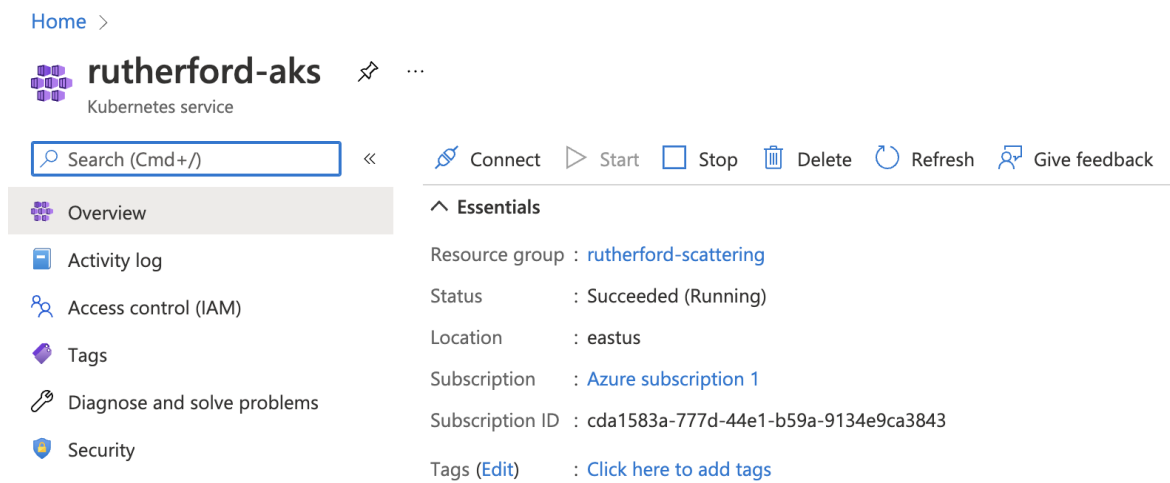 Home >
rutherford-aks ...
Kubernetes service
Search (Cmd+/) «
Overview
Activity log
Access control (IAM)
Tags
Diagnose and solve problems
Security
Connect Start Stop Delete Refresh Give feedback
Essentials
Resource group : rutherford-scattering
Status : Succeeded (Running)
Location : eastus
Subscription : Azure subscription 1
Subscription ID : cda1583a-777d-44e1-b59a-9134e9ca3843
Tags (Edit) : Click here to add tags